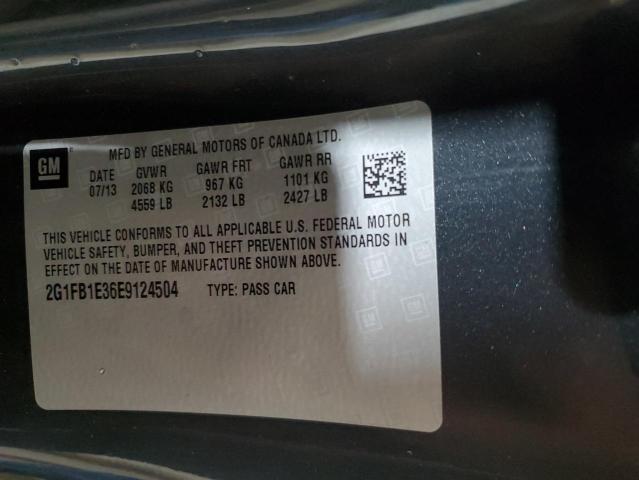 GM
MFD BY GENERAL MOTORS OF CANADA LTD.
DATE GVWR GAWR FRT GAWR RR
07/13 2068 KG 967 KG 1101 KG
4559 LB 2132 LB 2427 LB
THIS VEHICLE CONFORMS TO ALL APPLICABLE U.S. FEDERAL MOTOR
VEHICLE SAFETY, BUMPER, AND THEFT PREVENTION STANDARDS IN
EFFECT ON THE DATE OF MANUFACTURE SHOWN ABOVE.
2G1FB1E36E9124504 TYPE: PASS CAR